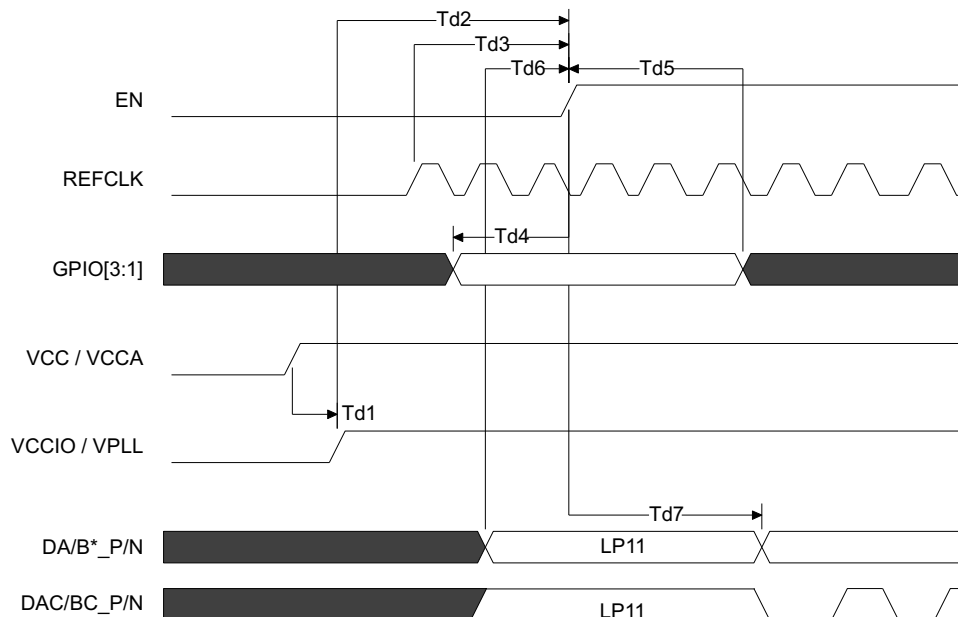 Td2
Td3
Td6
Td5
EN
REFCLK
Td4
GPIO[3:1]
VCC / VCCA
Td1
VCCIO / VPLL
Td7
DA/B*_P/N
LP11
DAC/BC_P/N
LP11